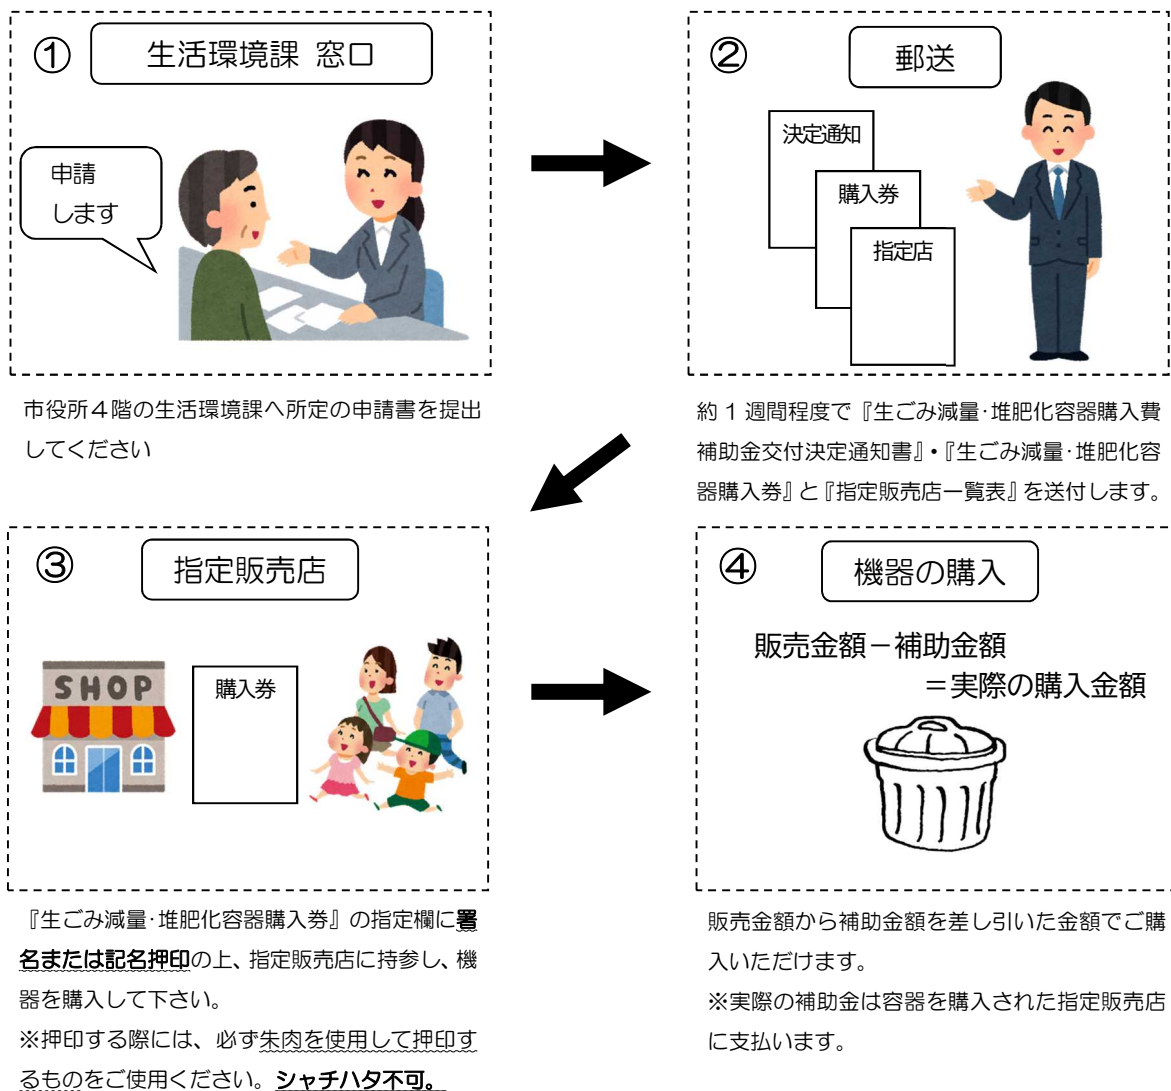 ①
生活環境課 窓口
申請
します
市役所４階の生活環境課へ所定の申請書を提出
してください
②
郵送
決定通知
購入券
指定店
約 1 週間程度で『生ごみ減量･堆肥化容器購入費
補助金交付決定通知書』・『生ごみ減量･堆肥化容
器購入券』と『指定販売店一覧表』を送付します。
③
指定販売店
SHOP
購入券
『生ごみ減量･堆肥化容器購入券』の指定欄に署
名または記名押印の上、指定販売店に持参し、機
器を購入して下さい。
※押印する際には、必ず朱肉を使用して押印す
るものをご使用ください。シャチハタ不可。
④
機器の購入
販売金額－補助金額
＝実際の購入金額
販売金額から補助金額を差し引いた金額でご購
入いただけます。
※実際の補助金は容器を購入された指定販売店
に支払います。